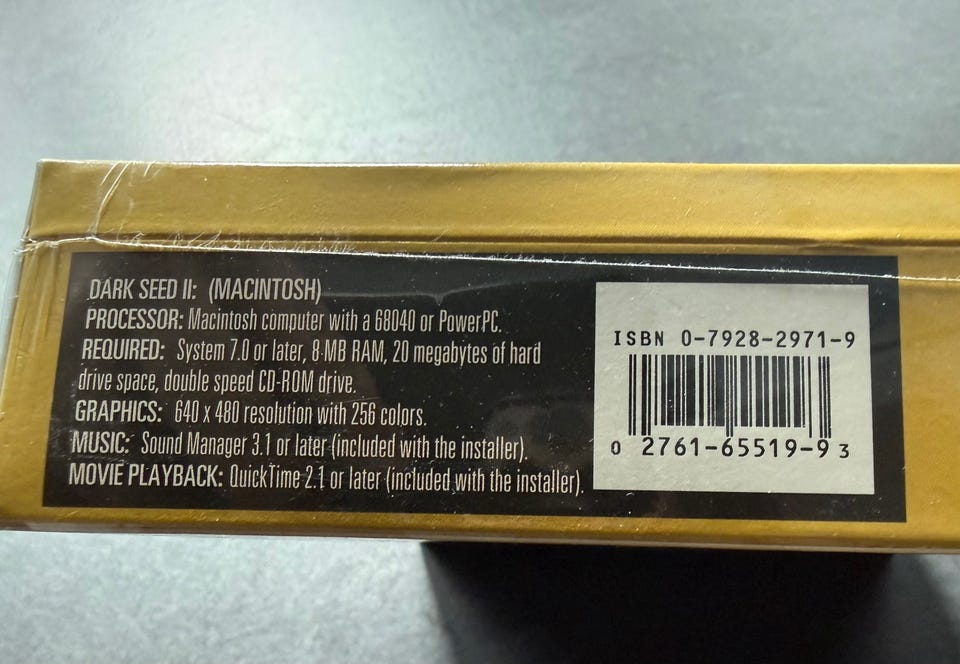 DARK SEED II: (MACINTOSH)
PROCESSOR: Macintosh computer with a 68040 or PowerPC.
REQUIRED: System 7.0 or later, 8-MB RAM, 20 megabytes of hard
drive space, double speed CD-ROM drive.
GRAPHICS: 640 x 480 resolution with 256 colors.
MUSIC: Sound Manager 3.1 or later (included with the installer).
MOVIE PLAYBACK: QuickTime 2.1 or later (included with the installer).
ISBN 0-7928-2971-9
0 2761-65519-9 3